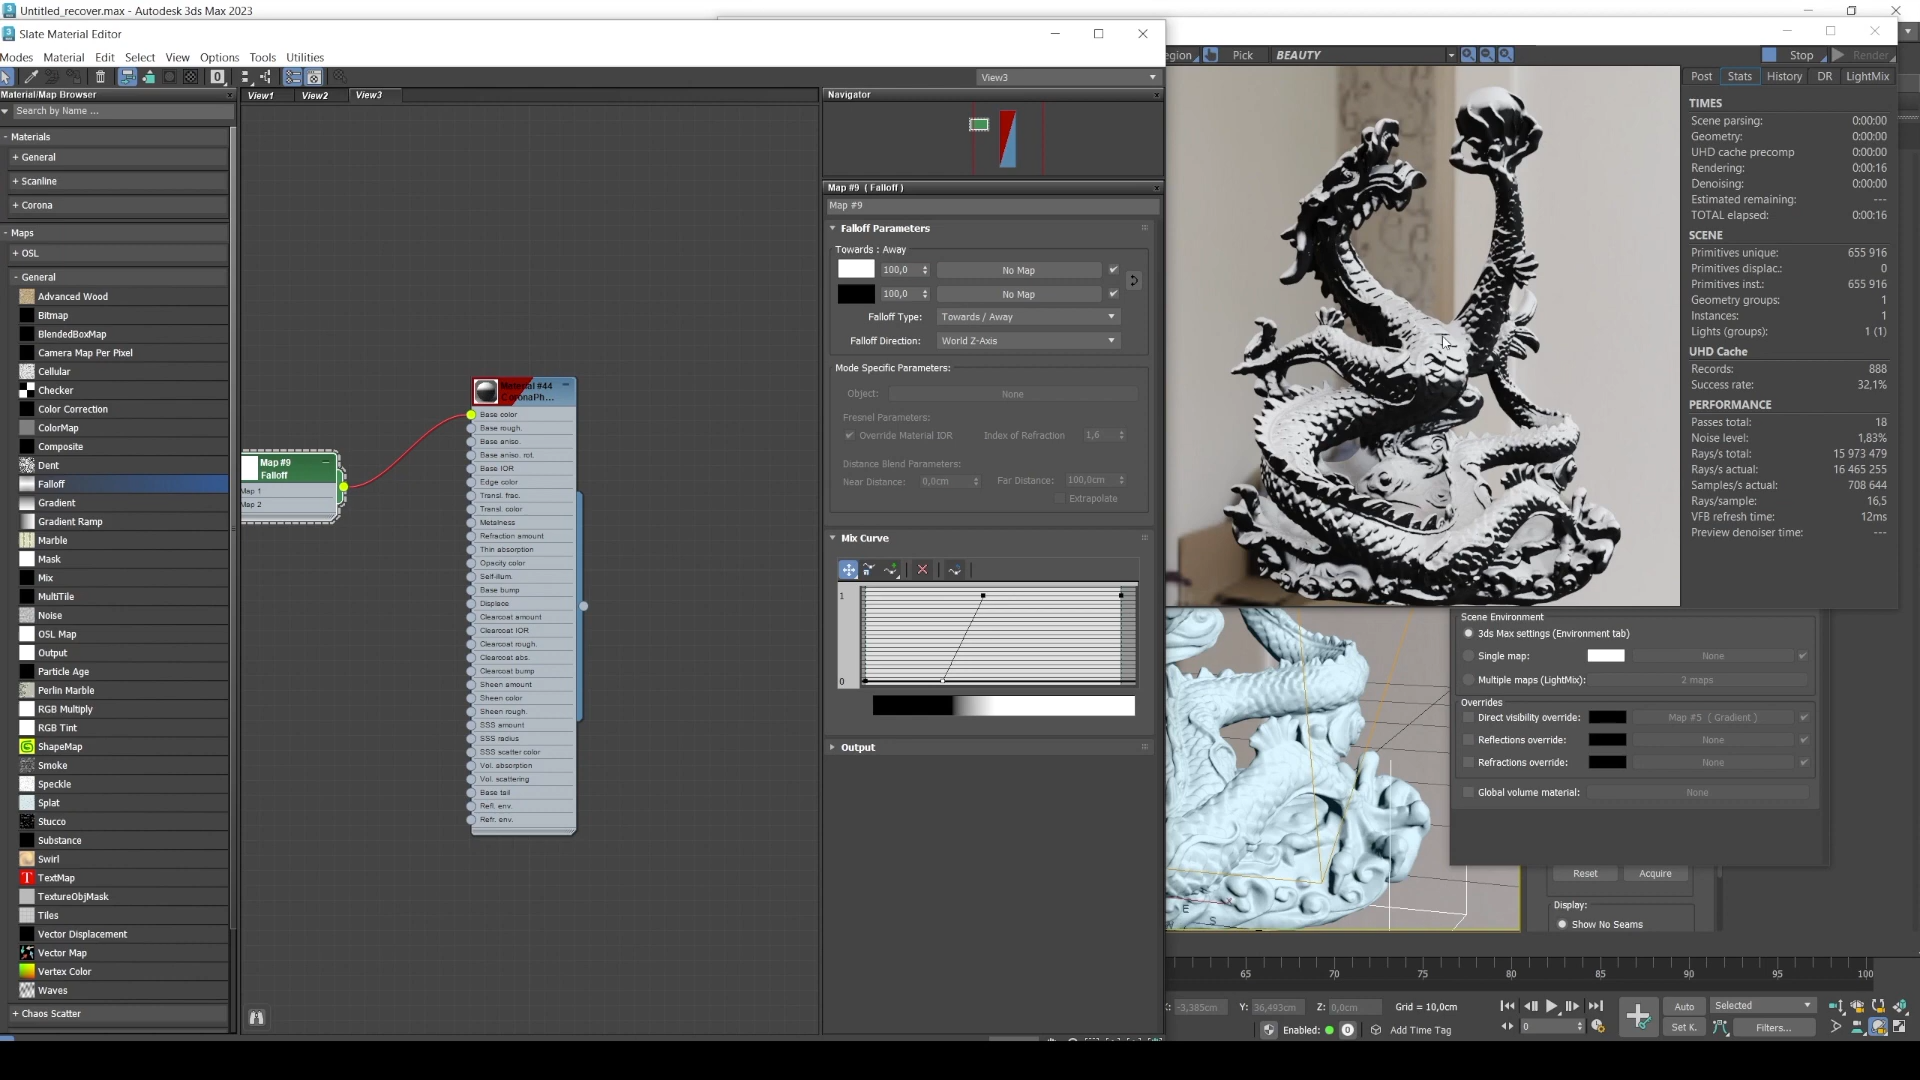 Untitled_recover.max - Autodesk 3ds Max 2023
Slate Material Editor
Modes Material Edit Select View Options Tools Utilities
View3
Material/Map Browser
Search by Name ...
- Materials
+ General
+ Scanline
+ Corona
- Maps
+ OSL
- General
Advanced Wood
Bitmap
BlendedBoxMap
Camera Map Per Pixel
Cellular
Checker
Color Correction
ColorMap
Composite
Dent
Falloff
Gradient
Gradient Ramp
Marble
Mask
Mix
MultiTile
Noise
OSL Map
Output
Particle Age
Perlin Marble
RGB Multiply
RGB Tint
ShapeMap
Smoke
Speckle
Splat
Stucco
Substance
Swirl
TextMap
TextureObjMask
Tiles
Vector Displacement
Vector Map
Vertex Color
Waves
+ Chaos Scatter
View1 View2 View3
Map #9
Falloff
Map 1
Map 2
Material #44
CoronaPh...
Base color
Base rough.
Base aniso.
Base aniso. rot.
Base IOR
Edge color
Transl. frac.
Transl. color
Metalness
Refraction amount
Thin absorption
Opacity color
Self-illum.
Base bump
Displace
Clearcoat amount
Clearcoat IOR
Clearcoat rough.
Clearcoat abs.
Clearcoat bump
Sheen amount
Sheen color
Sheen rough.
SSS amount
SSS radius
SSS scatter color
Vol. absorption
Vol. scattering
Base tail
Refl. env.
Refr. env.
Navigator
Map #9 ( Falloff )
Map #9
Falloff Parameters
Towards : Away
100,0 No Map
100,0 No Map
Falloff Type: Towards / Away
Falloff Direction: World Z-Axis
Mode Specific Parameters:
Object: None
Fresnel Parameters:
Override Material IOR Index of Refraction 1,6
Distance Blend Parameters:
Near Distance: 0,0cm Far Distance: 100,0cm
Extrapolate
Mix Curve
1
0
Output
egion Pick BEAUTY Stop Render
Post Stats History DR LightMix
TIMES
Scene parsing: 0:00:00
Geometry: 0:00:00
UHD cache precomp 0:00:00
Rendering: 0:00:16
Denoising: 0:00:00
Estimated remaining: ---
TOTAL elapsed: 0:00:16
SCENE
Primitives unique: 655 916
Primitives displac.: 0
Primitives inst.: 655 916
Geometry groups: 1
Instances: 1
Lights (groups): 1 (1)
UHD Cache
Records: 888
Success rate: 32,1%
PERFORMANCE
Passes total: 18
Noise level: 1,83%
Rays/s total: 15 973 479
Rays/s actual: 16 465 255
Samples/s actual: 708 644
Rays/sample: 16,5
VFB refresh time: 12ms
Preview denoiser time: ---
Scene Environment
3ds Max settings (Environment tab)
Single map: None
Multiple maps (LightMix): 2 maps
Overrides
Direct visibility override: Map #5 ( Gradient )
Reflections override: None
Refractions override: None
Global volume material: None
Reset Acquire
Display:
Show No Seams
E S
65 70 75 80 85 90 95 100
X: -3,385cm Y: 36,493cm Z: 0,0cm Grid = 10,0cm
Enabled: 0 Add Time Tag
0
Auto Selected
Set K. Filters...